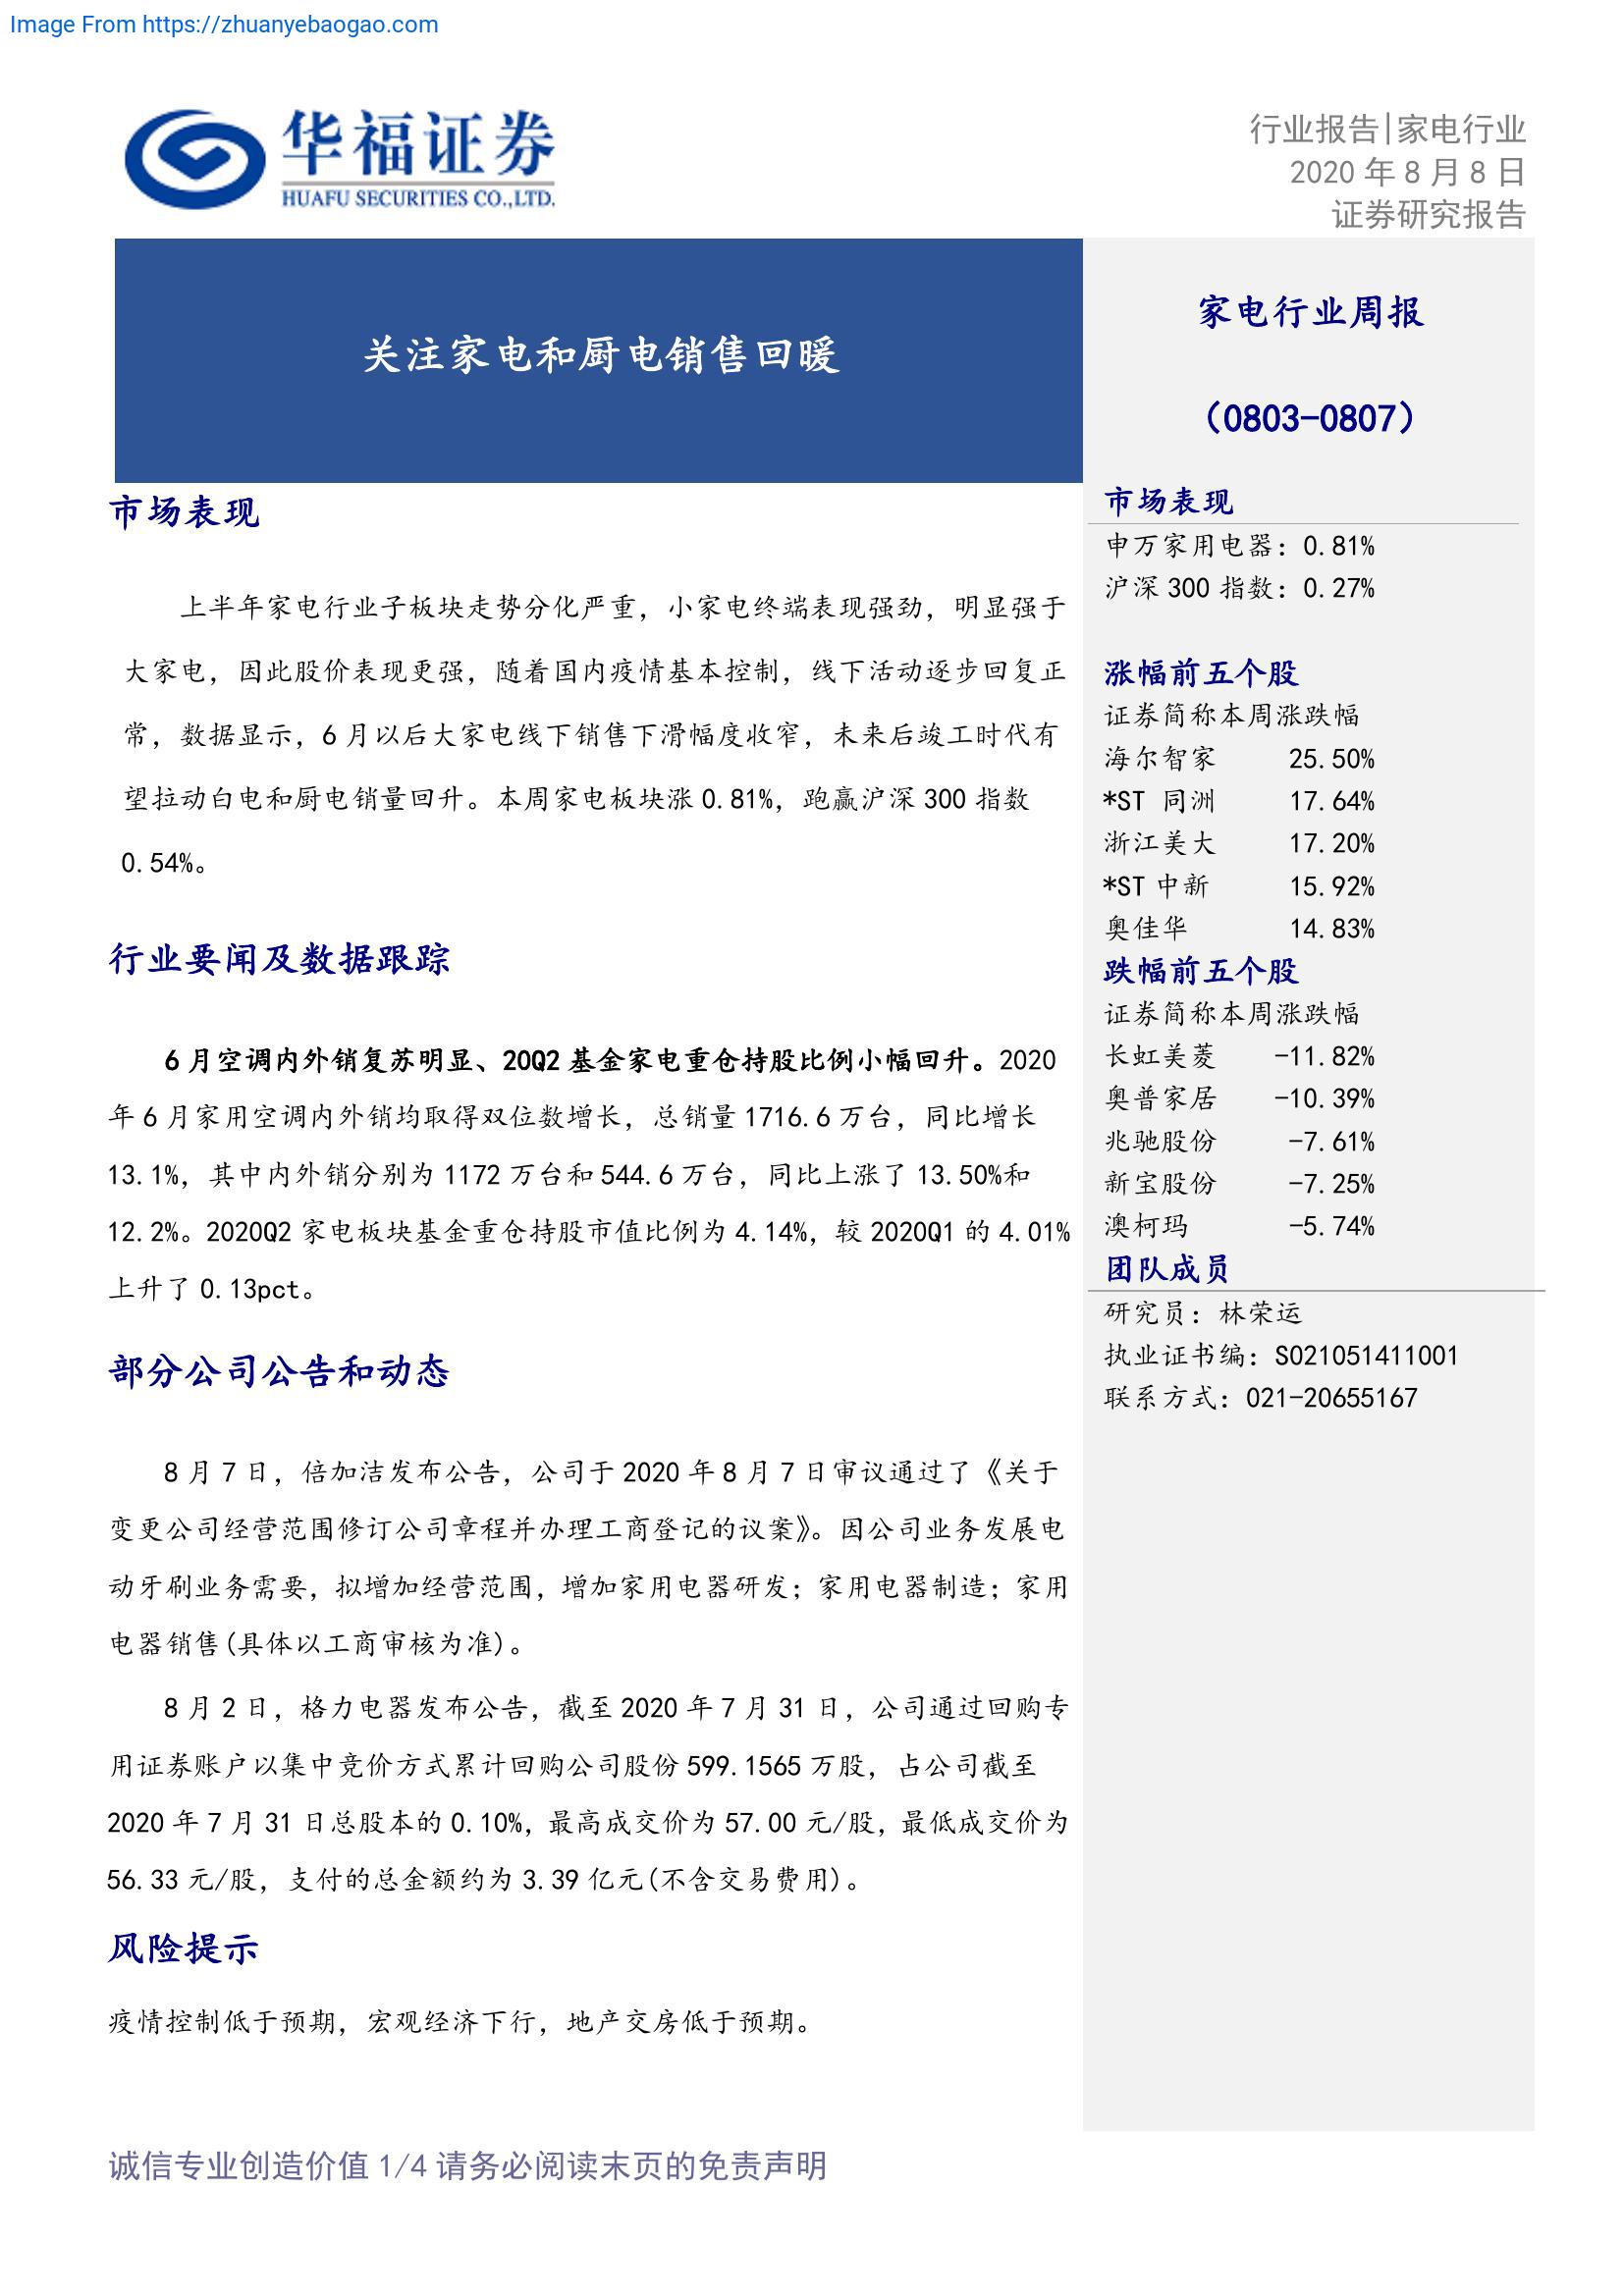 Image From https://zhuanyebaogao.com
华福证券
HUAFU SECURITIES CO.,LTD.
行业报告|家电行业
2020 年 8 月 8 日
证券研究报告
关注家电和厨电销售回暖
市场表现
上半年家电行业子板块走势分化严重，小家电终端表现强劲，明显强于
大家电，因此股价表现更强，随着国内疫情基本控制，线下活动逐步回复正
常，数据显示，6 月以后大家电线下销售下滑幅度收窄，未来后竣工时代有
望拉动白电和厨电销量回升。本周家电板块涨 0.81%，跑赢沪深 300 指数
0.54%。
行业要闻及数据跟踪
6 月空调内外销复苏明显、20Q2 基金家电重仓持股比例小幅回升。2020
年 6 月家用空调内外销均取得双位数增长，总销量 1716.6 万台，同比增长
13.1%，其中内外销分别为 1172 万台和 544.6 万台，同比上涨了 13.50%和
12.2%。2020Q2 家电板块基金重仓持股市值比例为 4.14%，较 2020Q1 的 4.01%
上升了 0.13pct。
部分公司公告和动态
8 月 7 日，倍加洁发布公告，公司于 2020 年 8 月 7 日审议通过了《关于
变更公司经营范围修订公司章程并办理工商登记的议案》。因公司业务发展电
动牙刷业务需要，拟增加经营范围，增加家用电器研发；家用电器制造；家用
电器销售(具体以工商审核为准)。
8 月 2 日，格力电器发布公告，截至 2020 年 7 月 31 日，公司通过回购专
用证券账户以集中竞价方式累计回购公司股份 599.1565 万股，占公司截至
2020 年 7 月 31 日总股本的 0.10%，最高成交价为 57.00 元/股，最低成交价为
56.33 元/股，支付的总金额约为 3.39 亿元(不含交易费用)。
风险提示
疫情控制低于预期，宏观经济下行，地产交房低于预期。
家电行业周报
（0803-0807）
市场表现
申万家用电器：0.81%
沪深 300 指数：0.27%
涨幅前五个股
证券简称本周涨跌幅
海尔智家 25.50%
*ST 同洲 17.64%
浙江美大 17.20%
*ST 中新 15.92%
奥佳华 14.83%
跌幅前五个股
证券简称本周涨跌幅
长虹美菱 -11.82%
奥普家居 -10.39%
兆驰股份 -7.61%
新宝股份 -7.25%
澳柯玛 -5.74%
团队成员
研究员：林荣运
执业证书编：S021051411001
联系方式：021-20655167
诚信专业创造价值 1/4 请务必阅读末页的免责声明